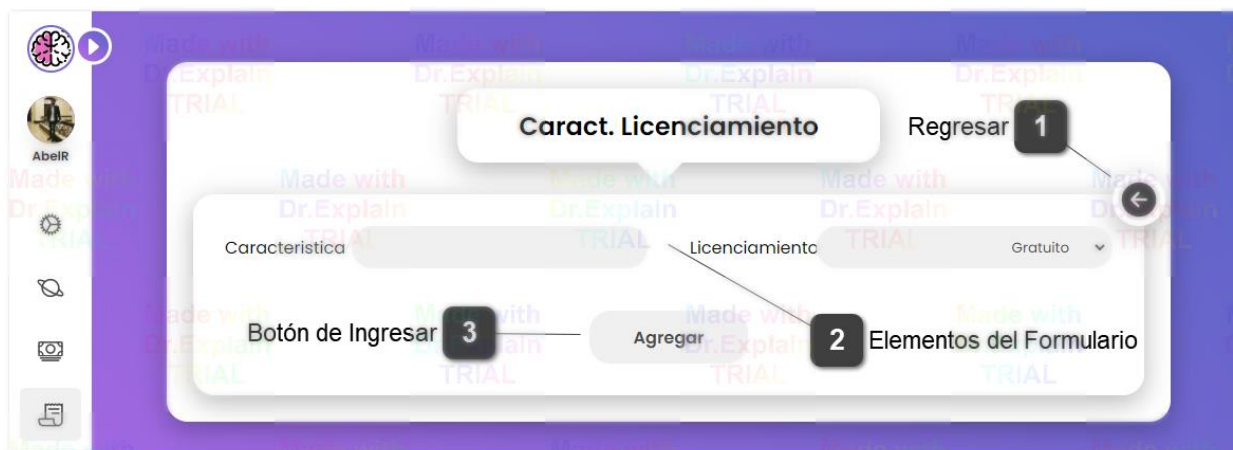 Caract. Licenciamiento
Regresar 1
AbelR
Caracteristica
Licenciamiento
Gratuito
Botón de Ingresar 3
Agregar
2 Elementos del Formulario
Made with
Dr.Explain
TRIAL